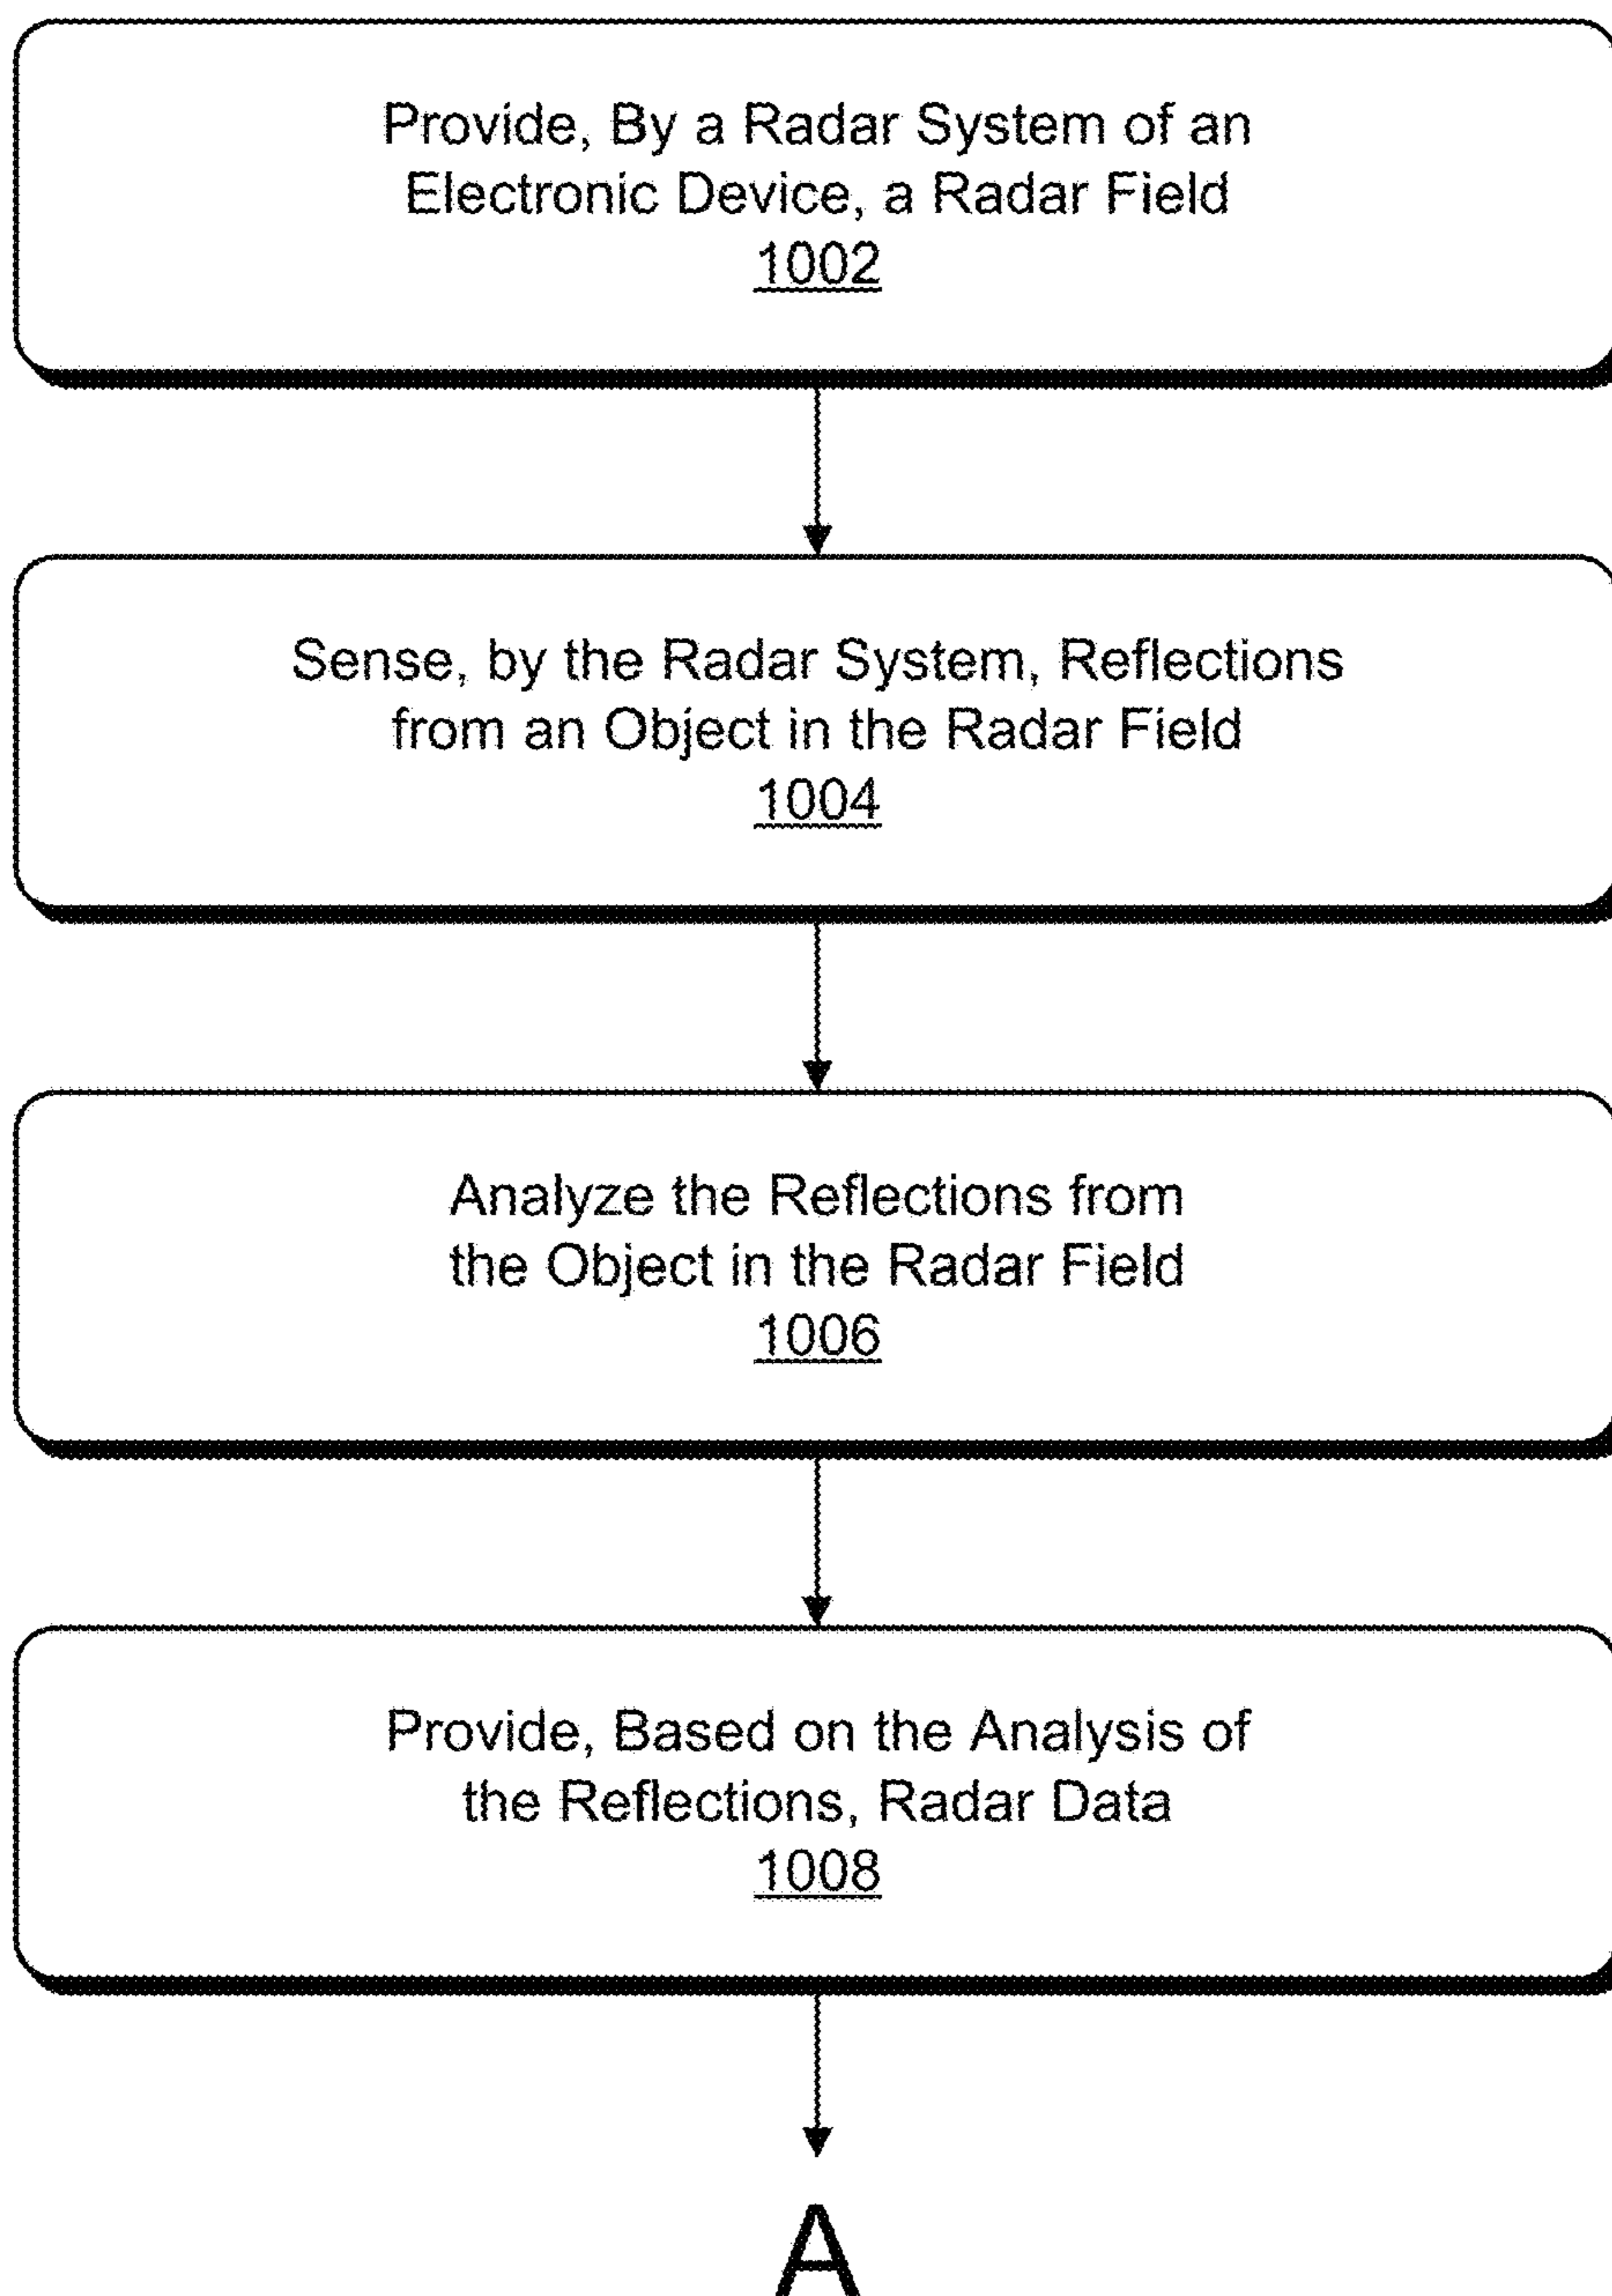 Provide, By a Radar System of an
Electronic Device, a Radar Field
1002
Sense, by the Radar System, Reflections
from an Object in the Radar Field
1004
Analyze the Reflections from
the Object in the Radar Field
1006
Provide, Based on the Analysis of
the Reflections, Radar Data
1008
A